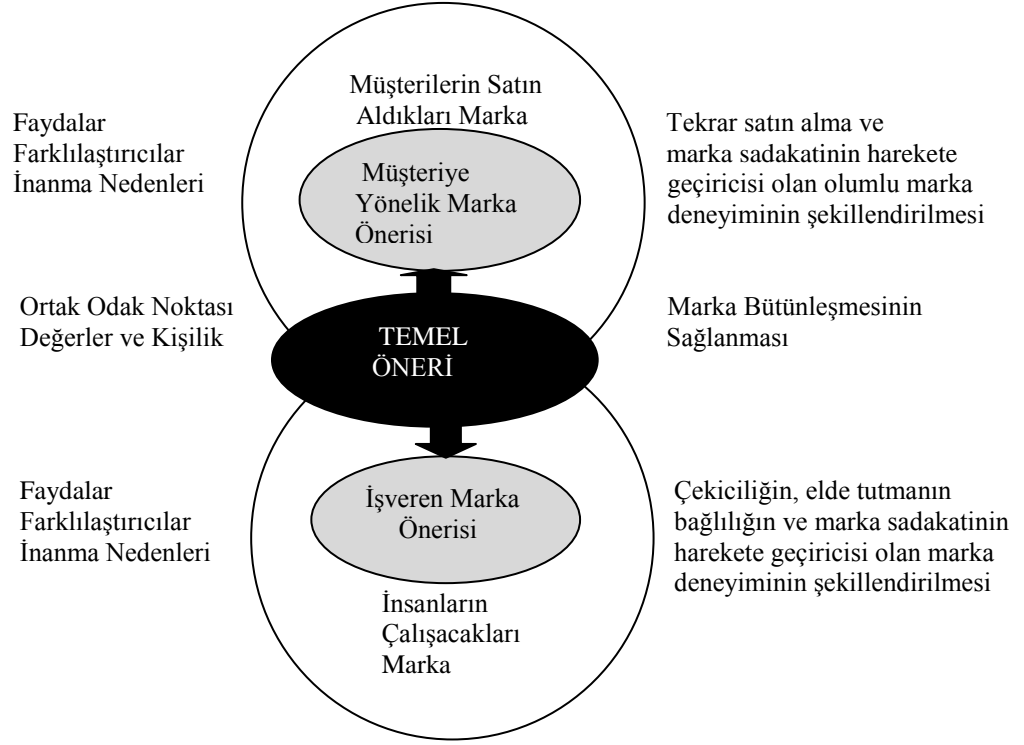 Müşterilerin Satın
Aldıkları Marka
Faydalar
Farklılaştırıcılar
İnanma Nedenleri
Müşteriye
Yönelik Marka
Önerisi
Tekrar satın alma ve
marka sadakatinin harekete
geçiricisi olan olumlu marka
deneyiminin şekillendirilmesi
Ortak Odak Noktası
Değerler ve Kişilik
TEMEL
ÖNERİ
Marka Bütünleşmesinin
Sağlanması
Faydalar
Farklılaştırıcılar
İnanma Nedenleri
İşveren Marka
Önerisi
Çekiciliğin, elde tutmanın
bağlılığın ve marka sadakatinin
harekete geçiricisi olan marka
deneyiminin şekillendirilmesi
İnsanların
Çalışacakları
Marka